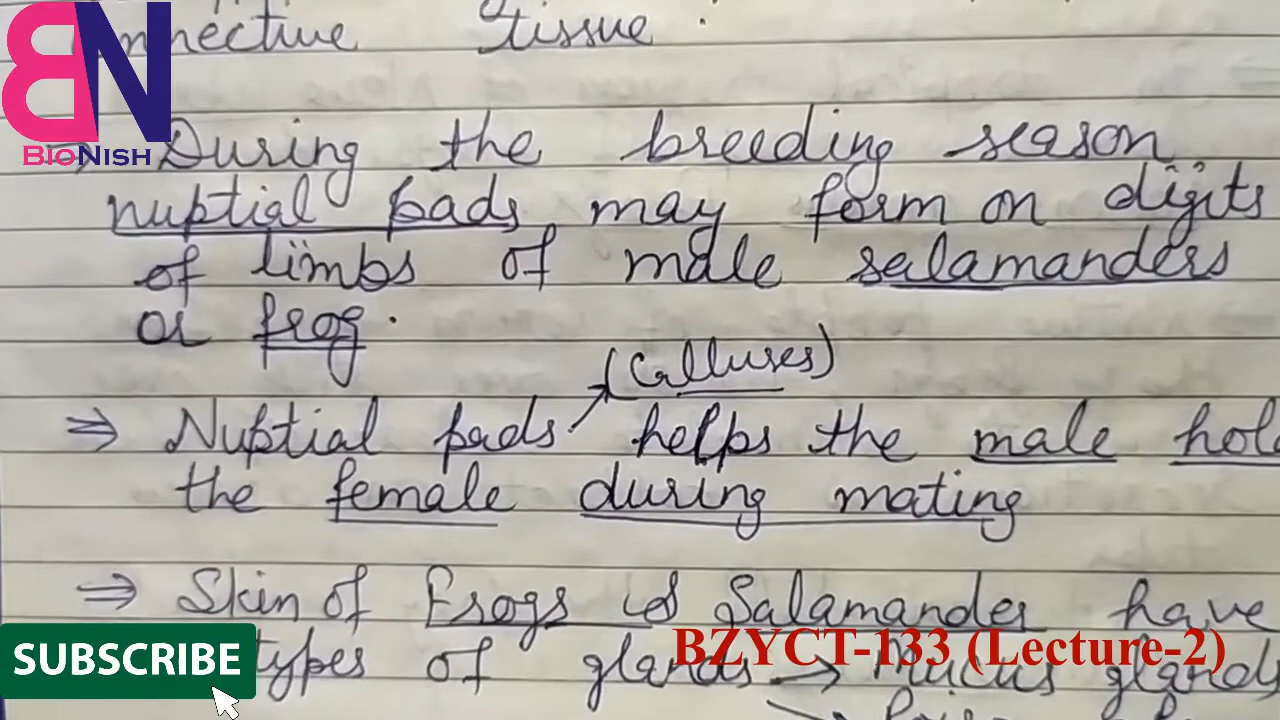 tissue
BN
BIONISH
During the breeding season
nuptial pads may form on digits
of limbs of male salamanders
or frog.
(Calluses)
⇒ Nuptial pads helps the male
the female during mating
⇒ Skin of Frogs & Salamander have
types of glands → Mucus glands
SUBSCRIBE
BZYCT-133 (Lecture-2)